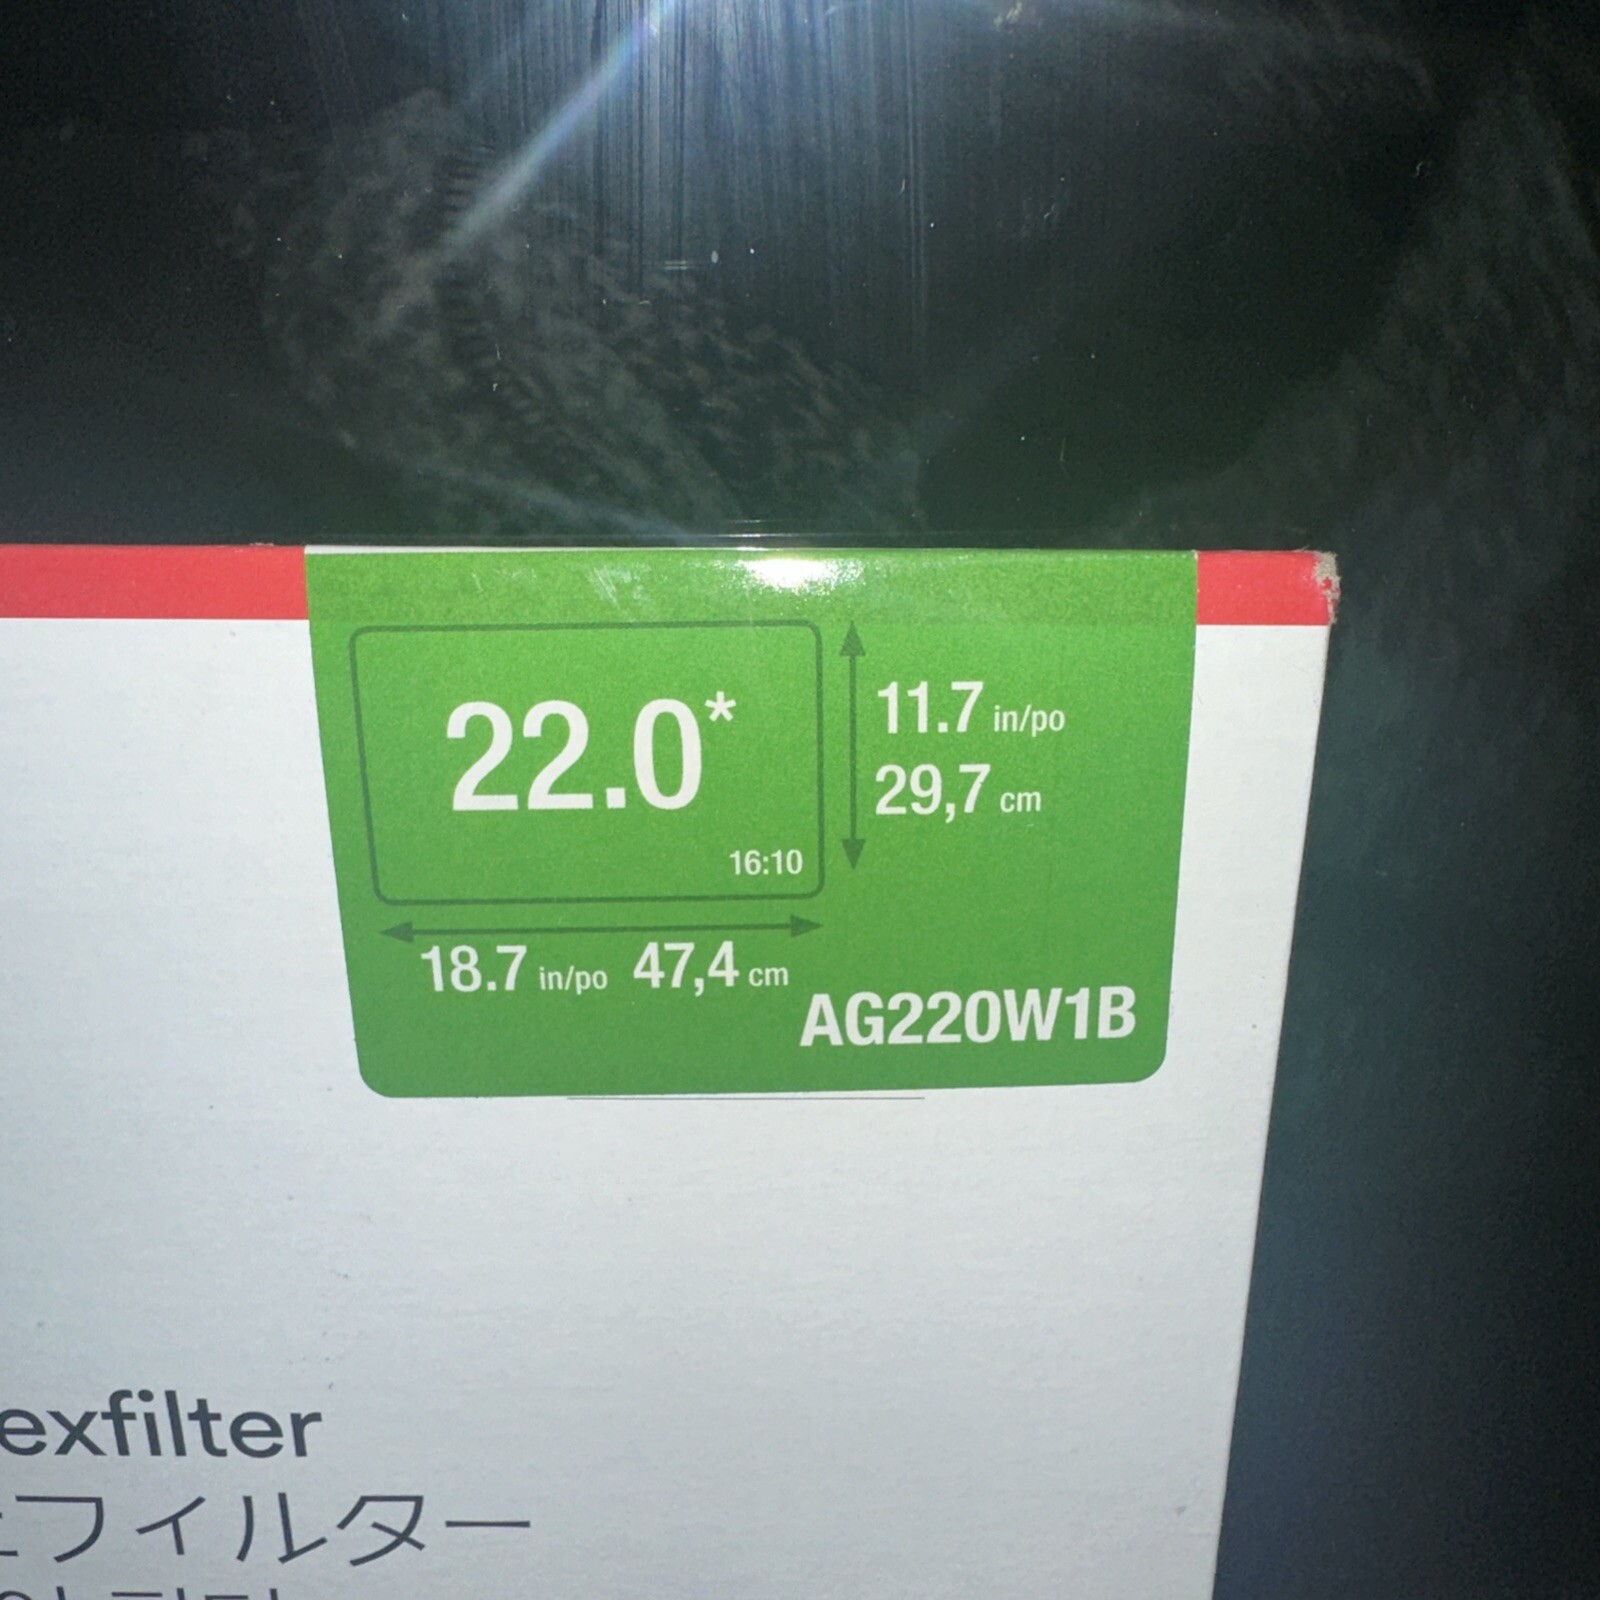 22.0*
16:10
11.7 in/po
29,7 cm
18.7 in/po 47,4 cm
AG220W1B
exfilter
フィルター